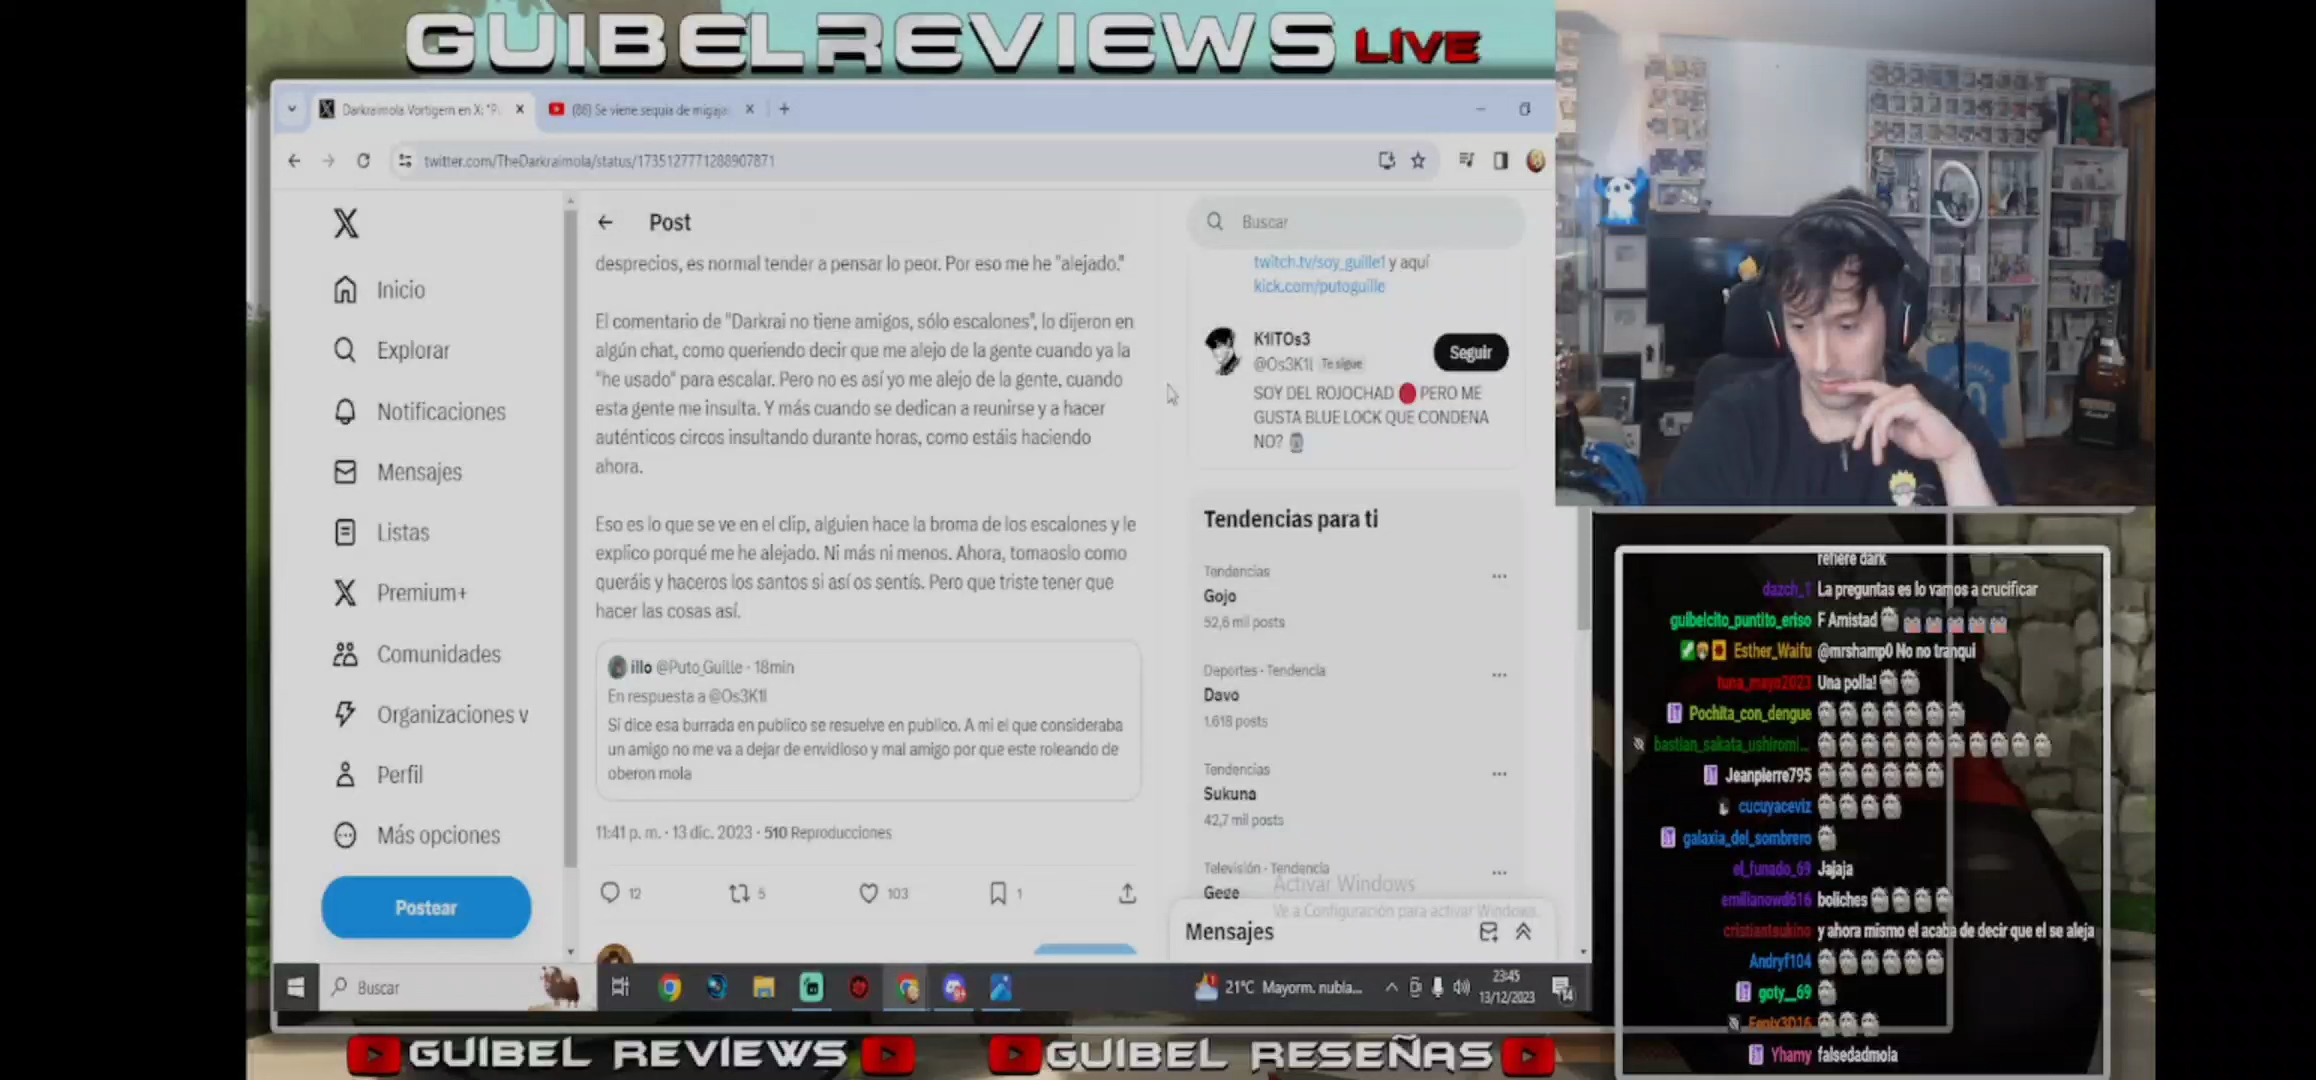 GUIBELREVIEWS LIVE
Darkraimola Vortigern en X: "P
(86) Se viene sequia de migaja
twitter.com/TheDarkraimola/status/1735127771288907871
Post
Buscar
Inicio
Explorar
Notificaciones
Mensajes
Listas
Premium+
Comunidades
Organizaciones v
Perfil
Más opciones
Postear
desprecios, es normal tender a pensar lo peor. Por eso me he "alejado."
El comentario de "Darkrai no tiene amigos, sólo escalones", lo dijeron en
algún chat, como queriendo decir que me alejo de la gente cuando ya la
"he usado" para escalar. Pero no es así yo me alejo de la gente, cuando
esta gente me insulta. Y más cuando se dedican a reunirse y a hacer
auténticos circos insultando durante horas, como estáis haciendo
ahora.
Eso es lo que se ve en el clip, alguien hace la broma de los escalones y le
explico porqué me he alejado. Ni más ni menos. Ahora, tomaoslo como
queráis y haceros los santos si así os sentís. Pero que triste tener que
hacer las cosas así.
illo @Puto_Guille · 18min
En respuesta a @Os3K1l
Si dice esa burrada en publico se resuelve en publico. A mi el que consideraba
un amigo no me va a dejar de envidioso y mal amigo por que este roleando de
oberon mola
11:41 p. m. · 13 dic. 2023 · 510 Reproducciones
12
5
103
1
twitch.tv/soy_guille1 y aquí
kick.com/putoguille
K1lTOs3
@Os3K1l Te sigue
Seguir
SOY DEL ROJOCHAD 🔴 PERO ME
GUSTA BLUE LOCK QUE CONDENA
NO? 🗿
Tendencias para ti
Tendencias
Gojo
52,6 mil posts
Deportes · Tendencia
Davo
1.618 posts
Tendencias
Sukuna
42,7 mil posts
Televisión · Tendencia
Gege
Activar Windows
Ve a Configuración para activar Windows.
Mensajes
Buscar
21°C Mayorm. nubla...
23:45
13/12/2023
14
refiere dark
dazch_1 La preguntas es lo vamos a crucificar
guibelcito_puntito_eriso F Amistad
Esther_Waifu @mrshamp0 No no tranqui
tuna_mayo2023 Una polla!
Pochita_con_dengue
bastian_sakata_ushiromi...
Jeanpierre795
cucuyaceviz
galaxia_del_sombrero
el_funado_69 Jajaja
emilianowd616 boliches
cristiantsukino y ahora mismo el acaba de decir que el se aleja
Andryf104
goty__69
Fenix3D16
Yhamy falsedadmola
GUIBEL REVIEWS
GUIBEL RESEÑAS